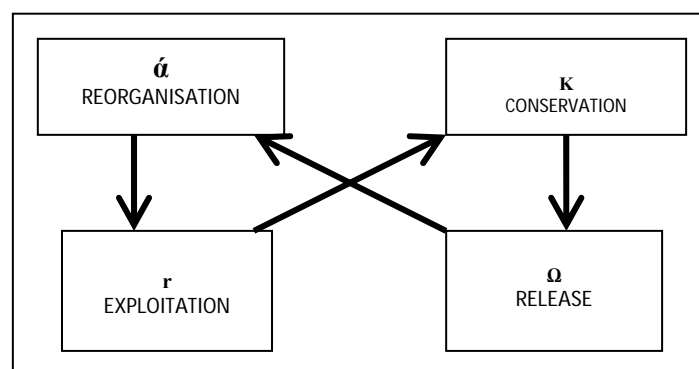 ά
REORGANISATION
K
CONSERVATION
r
EXPLOITATION
Ω
RELEASE